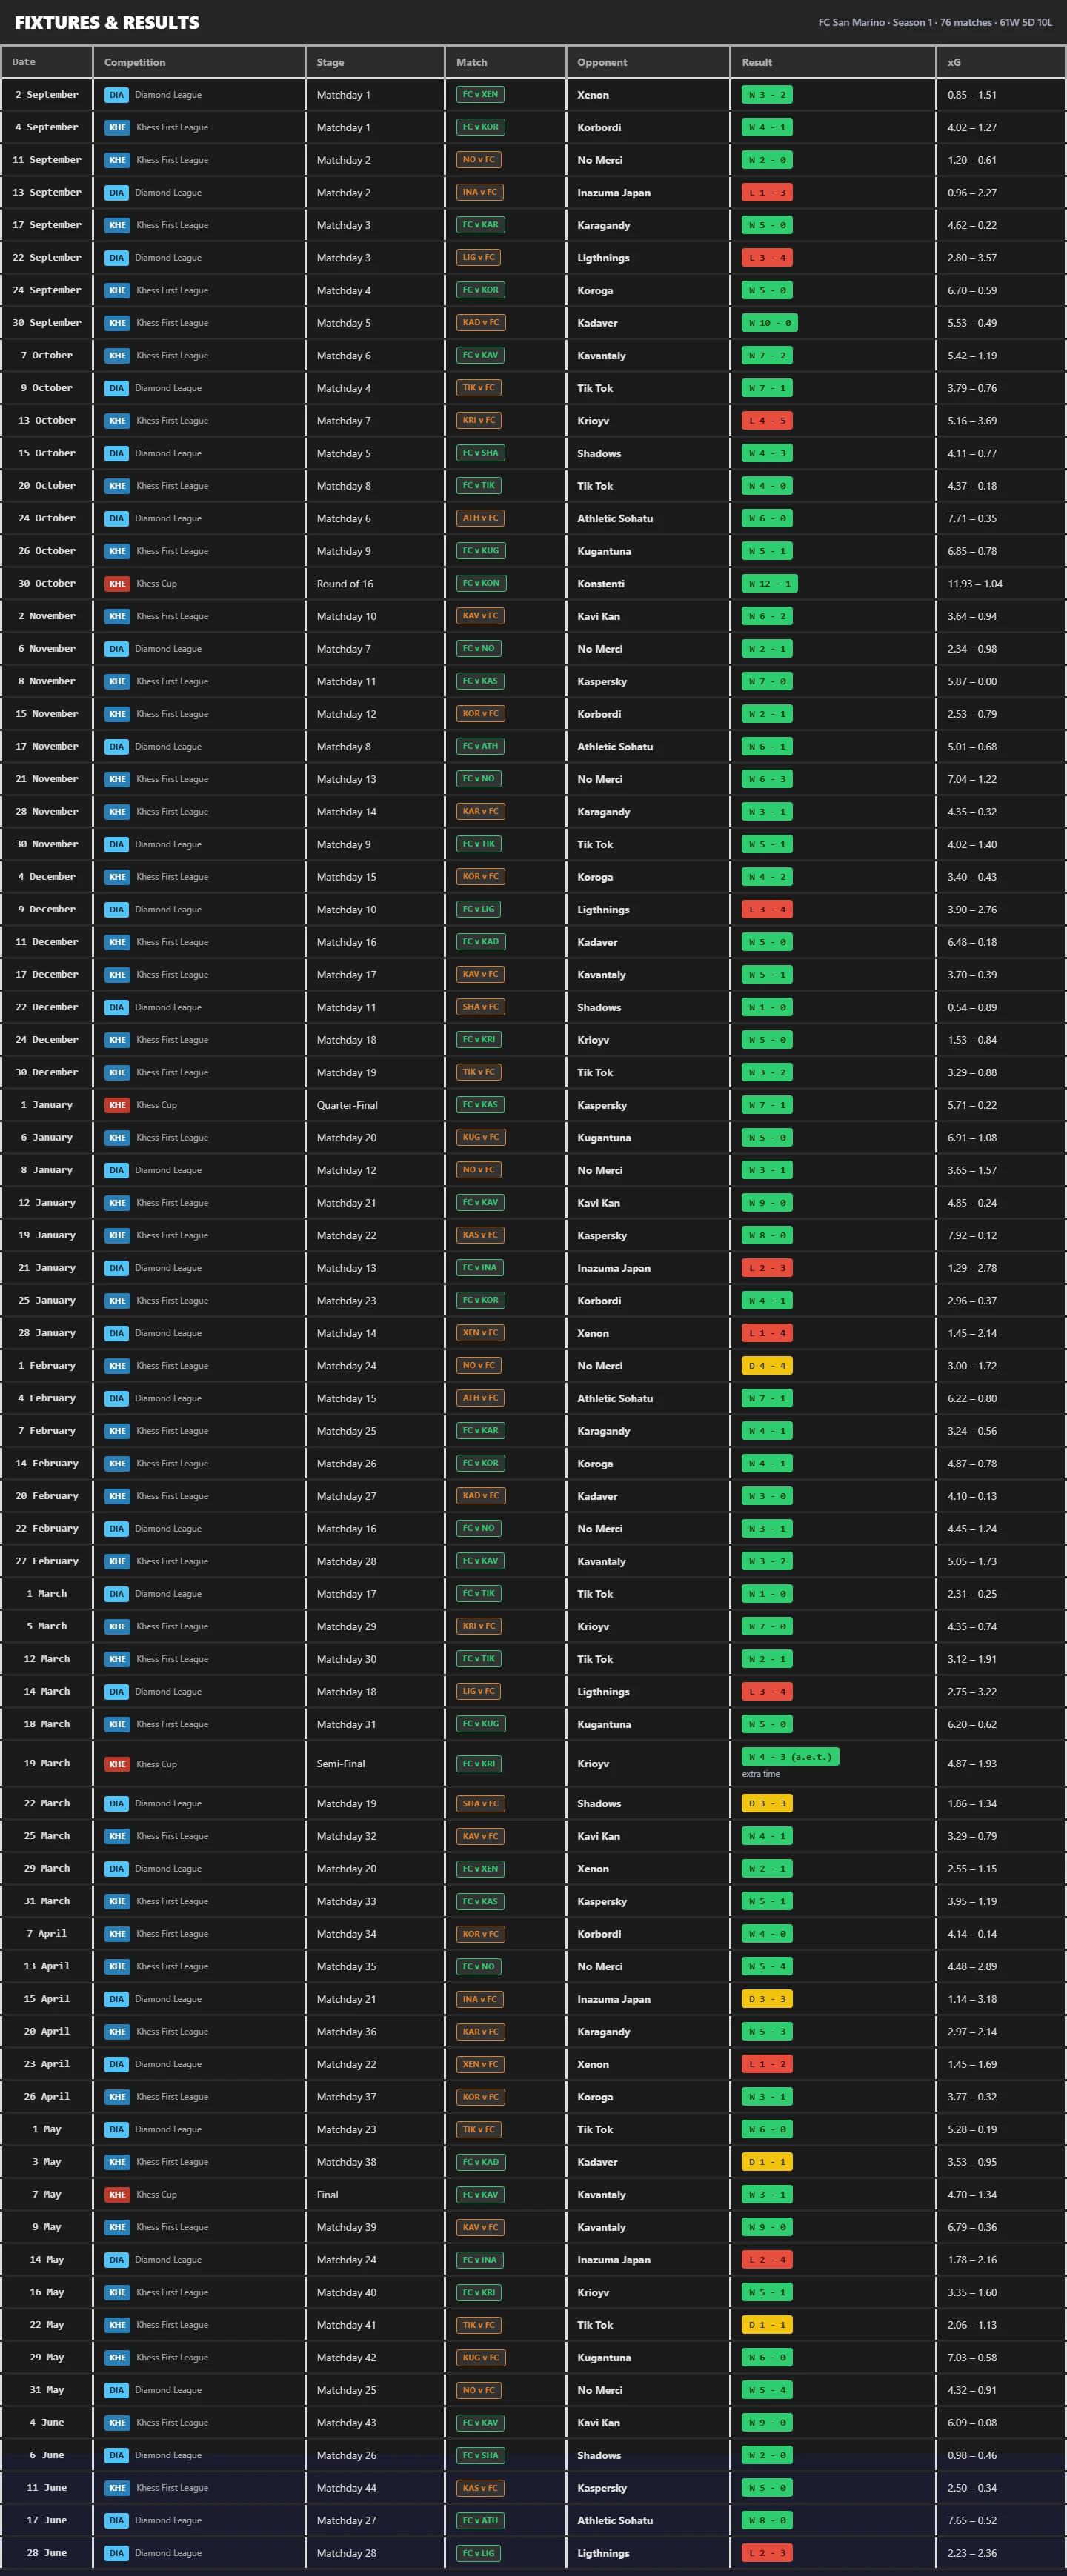 FIXTURES & RESULTS
FC San Marino · Season 1 · 76 matches · 61W 5D 10L
Date Competition Stage Match Opponent Result xG
2 September DIA Diamond League Matchday 1 FC v XEN Xenon W 3 - 2 0.85 – 1.51
4 September KHE Khess First League Matchday 1 FC v KOR Korbordi W 4 - 1 4.02 – 1.27
11 September KHE Khess First League Matchday 2 NO v FC No Merci W 2 - 0 1.20 – 0.61
13 September DIA Diamond League Matchday 2 INA v FC Inazuma Japan L 1 - 3 0.96 – 2.27
17 September KHE Khess First League Matchday 3 FC v KAR Karagandy W 5 - 0 4.62 – 0.22
22 September DIA Diamond League Matchday 3 LIG v FC Ligthnings L 3 - 4 2.80 – 3.57
24 September KHE Khess First League Matchday 4 FC v KOR Koroga W 5 - 0 6.70 – 0.59
30 September KHE Khess First League Matchday 5 KAD v FC Kadaver W 10 - 0 5.53 – 0.49
7 October KHE Khess First League Matchday 6 FC v KAV Kavantaly W 7 - 2 5.42 – 1.19
9 October DIA Diamond League Matchday 4 TIK v FC Tik Tok W 7 - 1 3.79 – 0.76
13 October KHE Khess First League Matchday 7 KRI v FC Krioyv L 4 - 5 5.16 – 3.69
15 October DIA Diamond League Matchday 5 FC v SHA Shadows W 4 - 3 4.11 – 0.77
20 October KHE Khess First League Matchday 8 FC v TIK Tik Tok W 4 - 0 4.37 – 0.18
24 October DIA Diamond League Matchday 6 ATH v FC Athletic Sohatu W 6 - 0 7.71 – 0.35
26 October KHE Khess First League Matchday 9 FC v KUG Kugantuna W 5 - 1 6.85 – 0.78
30 October KHE Khess Cup Round of 16 FC v KON Konstenti W 12 - 1 11.93 – 1.04
2 November KHE Khess First League Matchday 10 KAV v FC Kavi Kan W 6 - 2 3.64 – 0.94
6 November DIA Diamond League Matchday 7 FC v NO No Merci W 2 - 1 2.34 – 0.98
8 November KHE Khess First League Matchday 11 FC v KAS Kaspersky W 7 - 0 5.87 – 0.00
15 November KHE Khess First League Matchday 12 KOR v FC Korbordi W 2 - 1 2.53 – 0.79
17 November DIA Diamond League Matchday 8 FC v ATH Athletic Sohatu W 6 - 1 5.01 – 0.68
21 November KHE Khess First League Matchday 13 FC v NO No Merci W 6 - 3 7.04 – 1.22
28 November KHE Khess First League Matchday 14 KAR v FC Karagandy W 3 - 1 4.35 – 0.32
30 November DIA Diamond League Matchday 9 FC v TIK Tik Tok W 5 - 1 4.02 – 1.40
4 December KHE Khess First League Matchday 15 KOR v FC Koroga W 4 - 2 3.40 – 0.43
9 December DIA Diamond League Matchday 10 FC v LIG Ligthnings L 3 - 4 3.90 – 2.76
11 December KHE Khess First League Matchday 16 FC v KAD Kadaver W 5 - 0 6.48 – 0.18
17 December KHE Khess First League Matchday 17 KAV v FC Kavantaly W 5 - 1 3.70 – 0.39
22 December DIA Diamond League Matchday 11 SHA v FC Shadows W 1 - 0 0.54 – 0.89
24 December KHE Khess First League Matchday 18 FC v KRI Krioyv W 5 - 0 1.53 – 0.84
30 December KHE Khess First League Matchday 19 TIK v FC Tik Tok W 3 - 2 3.29 – 0.88
1 January KHE Khess Cup Quarter-Final FC v KAS Kaspersky W 7 - 1 5.71 – 0.22
6 January KHE Khess First League Matchday 20 KUG v FC Kugantuna W 5 - 0 6.91 – 1.08
8 January DIA Diamond League Matchday 12 NO v FC No Merci W 3 - 1 3.65 – 1.57
12 January KHE Khess First League Matchday 21 FC v KAV Kavi Kan W 9 - 0 4.85 – 0.24
19 January KHE Khess First League Matchday 22 KAS v FC Kaspersky W 8 - 0 7.92 – 0.12
21 January DIA Diamond League Matchday 13 FC v INA Inazuma Japan L 2 - 3 1.29 – 2.78
25 January KHE Khess First League Matchday 23 FC v KOR Korbordi W 4 - 1 2.96 – 0.37
28 January DIA Diamond League Matchday 14 XEN v FC Xenon L 1 - 4 1.45 – 2.14
1 February KHE Khess First League Matchday 24 NO v FC No Merci D 4 - 4 3.00 – 1.72
4 February DIA Diamond League Matchday 15 ATH v FC Athletic Sohatu W 7 - 1 6.22 – 0.80
7 February KHE Khess First League Matchday 25 FC v KAR Karagandy W 4 - 1 3.24 – 0.56
14 February KHE Khess First League Matchday 26 FC v KOR Koroga W 4 - 1 4.87 – 0.78
20 February KHE Khess First League Matchday 27 KAD v FC Kadaver W 3 - 0 4.10 – 0.13
22 February DIA Diamond League Matchday 16 FC v NO No Merci W 3 - 1 4.45 – 1.24
27 February KHE Khess First League Matchday 28 FC v KAV Kavantaly W 3 - 2 5.05 – 1.73
1 March DIA Diamond League Matchday 17 FC v TIK Tik Tok W 1 - 0 2.31 – 0.25
5 March KHE Khess First League Matchday 29 KRI v FC Krioyv W 7 - 0 4.35 – 0.74
12 March KHE Khess First League Matchday 30 FC v TIK Tik Tok W 2 - 1 3.12 – 1.91
14 March DIA Diamond League Matchday 18 LIG v FC Ligthnings L 3 - 4 2.75 – 3.22
18 March KHE Khess First League Matchday 31 FC v KUG Kugantuna W 5 - 0 6.20 – 0.62
19 March KHE Khess Cup Semi-Final FC v KRI Krioyv W 4 - 3 (a.e.t.) 4.87 – 1.93
extra time
22 March DIA Diamond League Matchday 19 SHA v FC Shadows D 3 - 3 1.86 – 1.34
25 March KHE Khess First League Matchday 32 KAV v FC Kavi Kan W 4 - 1 3.29 – 0.79
29 March DIA Diamond League Matchday 20 FC v XEN Xenon W 2 - 1 2.55 – 1.15
31 March KHE Khess First League Matchday 33 FC v KAS Kaspersky W 5 - 1 3.95 – 1.19
7 April KHE Khess First League Matchday 34 KOR v FC Korbordi W 4 - 0 4.14 – 0.14
13 April KHE Khess First League Matchday 35 FC v NO No Merci W 5 - 4 4.48 – 2.89
15 April DIA Diamond League Matchday 21 INA v FC Inazuma Japan D 3 - 3 1.14 – 3.18
20 April KHE Khess First League Matchday 36 KAR v FC Karagandy W 5 - 3 2.97 – 2.14
23 April DIA Diamond League Matchday 22 XEN v FC Xenon L 1 - 2 1.45 – 1.69
26 April KHE Khess First League Matchday 37 KOR v FC Koroga W 3 - 1 3.77 – 0.32
1 May DIA Diamond League Matchday 23 TIK v FC Tik Tok W 6 - 0 5.28 – 0.19
3 May KHE Khess First League Matchday 38 FC v KAD Kadaver D 1 - 1 3.53 – 0.95
7 May KHE Khess Cup Final FC v KAV Kavantaly W 3 - 1 4.70 – 1.34
9 May KHE Khess First League Matchday 39 KAV v FC Kavantaly W 9 - 0 6.79 – 0.36
14 May DIA Diamond League Matchday 24 FC v INA Inazuma Japan L 2 - 4 1.78 – 2.16
16 May KHE Khess First League Matchday 40 FC v KRI Krioyv W 5 - 1 3.35 – 1.60
22 May KHE Khess First League Matchday 41 TIK v FC Tik Tok D 1 - 1 2.06 – 1.13
29 May KHE Khess First League Matchday 42 KUG v FC Kugantuna W 6 - 0 7.03 – 0.58
31 May DIA Diamond League Matchday 25 NO v FC No Merci W 5 - 4 4.32 – 0.91
4 June KHE Khess First League Matchday 43 FC v KAV Kavi Kan W 9 - 0 6.09 – 0.08
6 June DIA Diamond League Matchday 26 FC v SHA Shadows W 2 - 0 0.98 – 0.46
11 June KHE Khess First League Matchday 44 KAS v FC Kaspersky W 5 - 0 2.50 – 0.34
17 June DIA Diamond League Matchday 27 FC v ATH Athletic Sohatu W 8 - 0 7.65 – 0.52
28 June DIA Diamond League Matchday 28 FC v LIG Ligthnings L 2 - 3 2.23 – 2.36